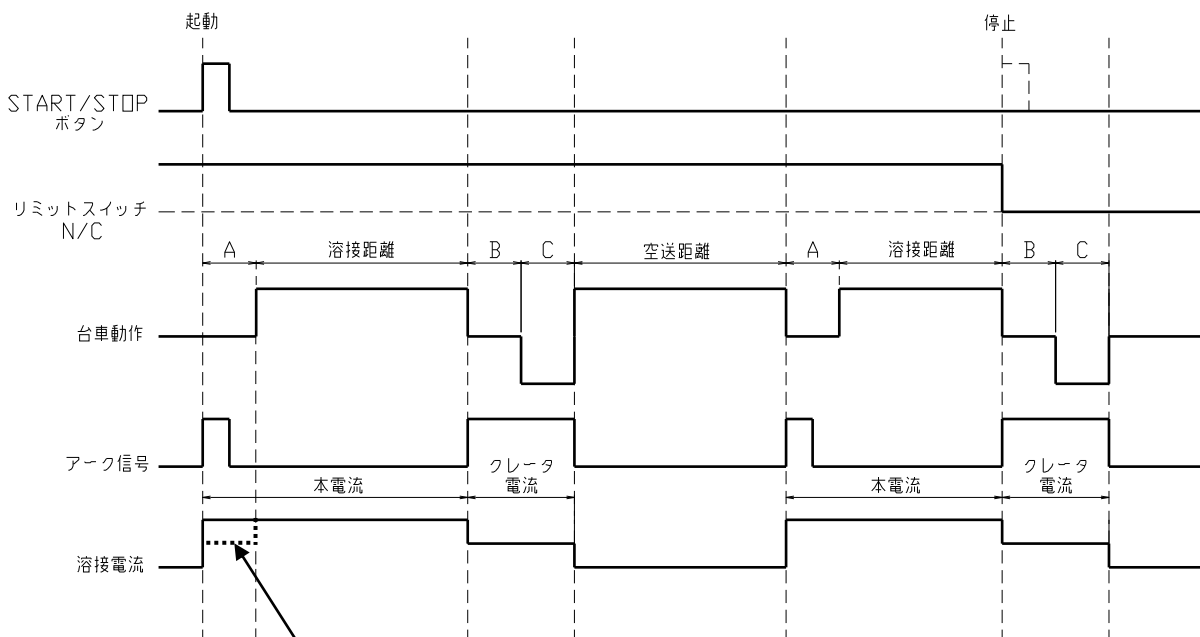 起動
停止
START/STOP
ボタン
リミットスイッチ
N/C
A
溶接距離
B
C
空送距離
A
溶接距離
B
C
台車動作
アーク信号
本電流
クレータ
電流
本電流
クレータ
電流
溶接電流